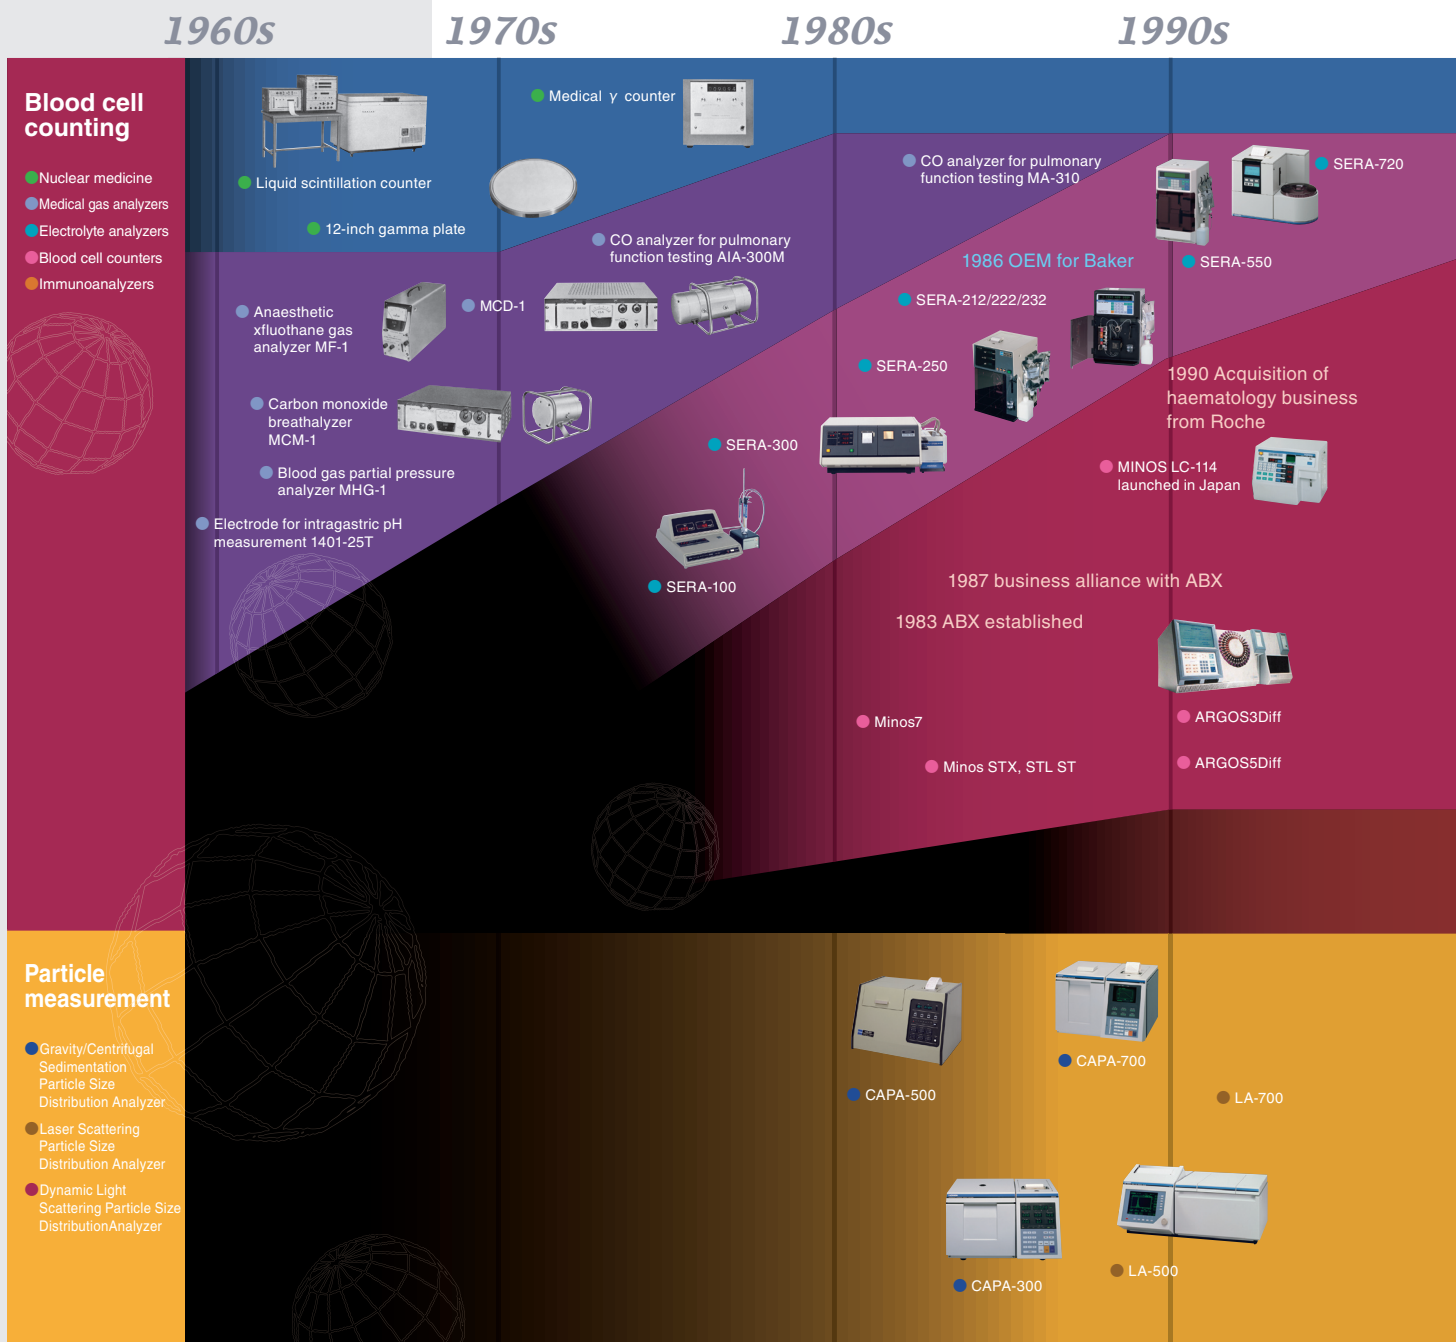 1960s
1970s
1980s
1990s
Blood cell
counting
Nuclear medicine
Medical gas analyzers
Electrolyte analyzers
Blood cell counters
Immunoanalyzers
Liquid scintillation counter
12-inch gamma plate
Medical γ counter
CO analyzer for pulmonary
function testing MA-310
SERA-720
CO analyzer for pulmonary
function testing AIA-300M
1986 OEM for Baker
SERA-550
Anaesthetic
xfluothane gas
analyzer MF-1
MCD-1
SERA-212/222/232
SERA-250
1990 Acquisition of
haematology business
from Roche
Carbon monoxide
breathalyzer
MCM-1
SERA-300
MINOS LC-114
launched in Japan
Blood gas partial pressure
analyzer MHG-1
Electrode for intragastric pH
measurement 1401-25T
SERA-100
1987 business alliance with ABX
1983 ABX established
Minos7
ARGOS3Diff
Minos STX, STL ST
ARGOS5Diff
Particle
measurement
Gravity/Centrifugal
Sedimentation
Particle Size
Distribution Analyzer
Laser Scattering
Particle Size
Distribution Analyzer
Dynamic Light
Scattering Particle Size
DistributionAnalyzer
CAPA-500
CAPA-700
LA-700
CAPA-300
LA-500